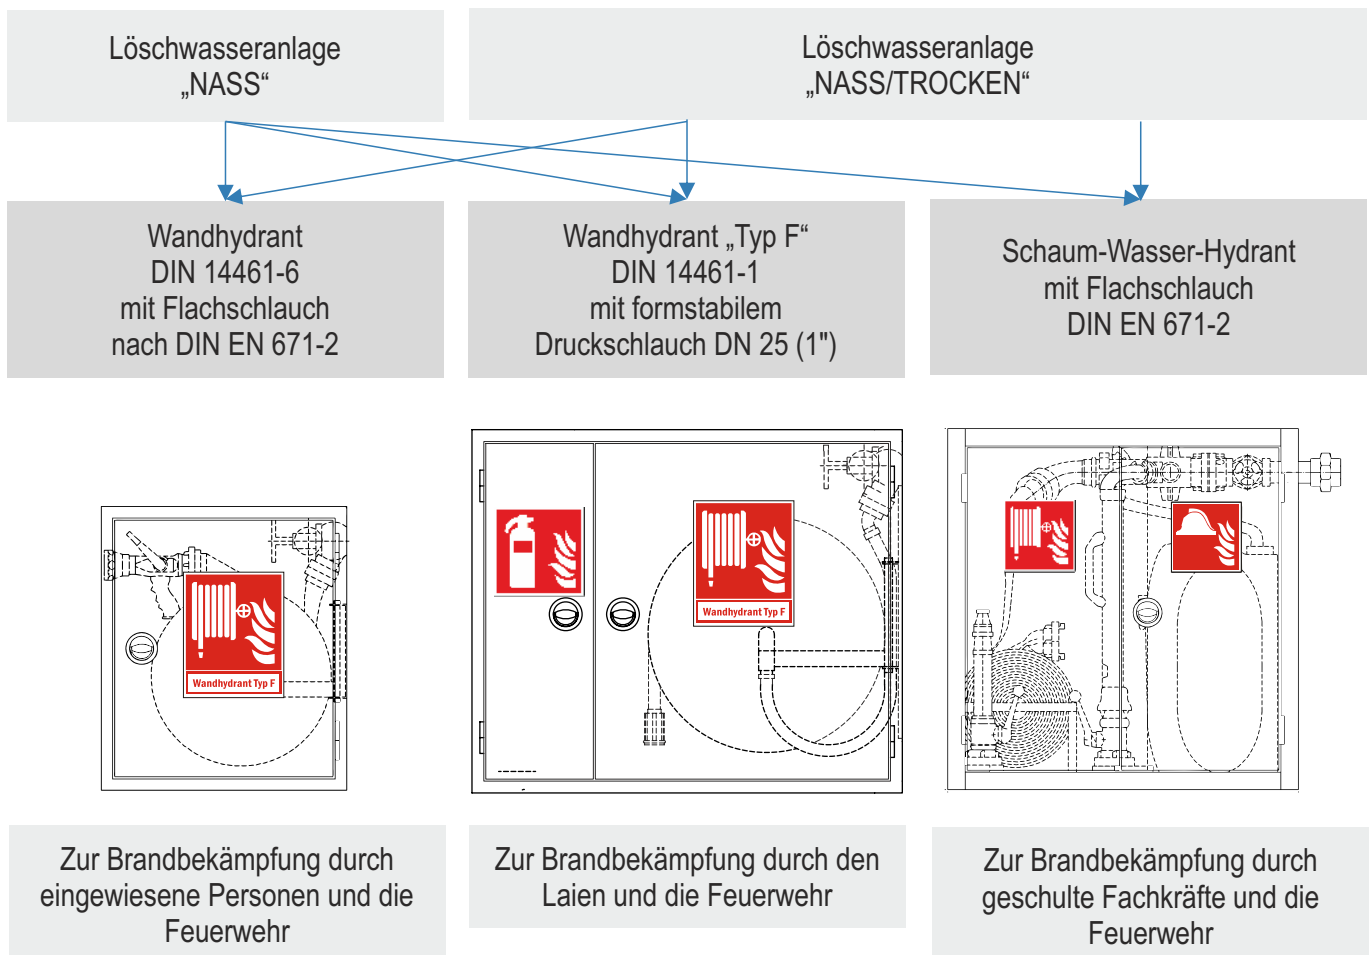 Löschwasseranlage
„NASS“
Löschwasseranlage
„NASS/TROCKEN“
Wandhydrant
DIN 14461-6
mit Flachschlauch
nach DIN EN 671-2
Wandhydrant „Typ F“
DIN 14461-1
mit formstabilem
Druckschlauch DN 25 (1")
Schaum-Wasser-Hydrant
mit Flachschlauch
DIN EN 671-2
Wandhydrant Typ F
Wandhydrant Typ F
Zur Brandbekämpfung durch
eingewiesene Personen und die
Feuerwehr
Zur Brandbekämpfung durch den
Laien und die Feuerwehr
Zur Brandbekämpfung durch
geschulte Fachkräfte und die
Feuerwehr